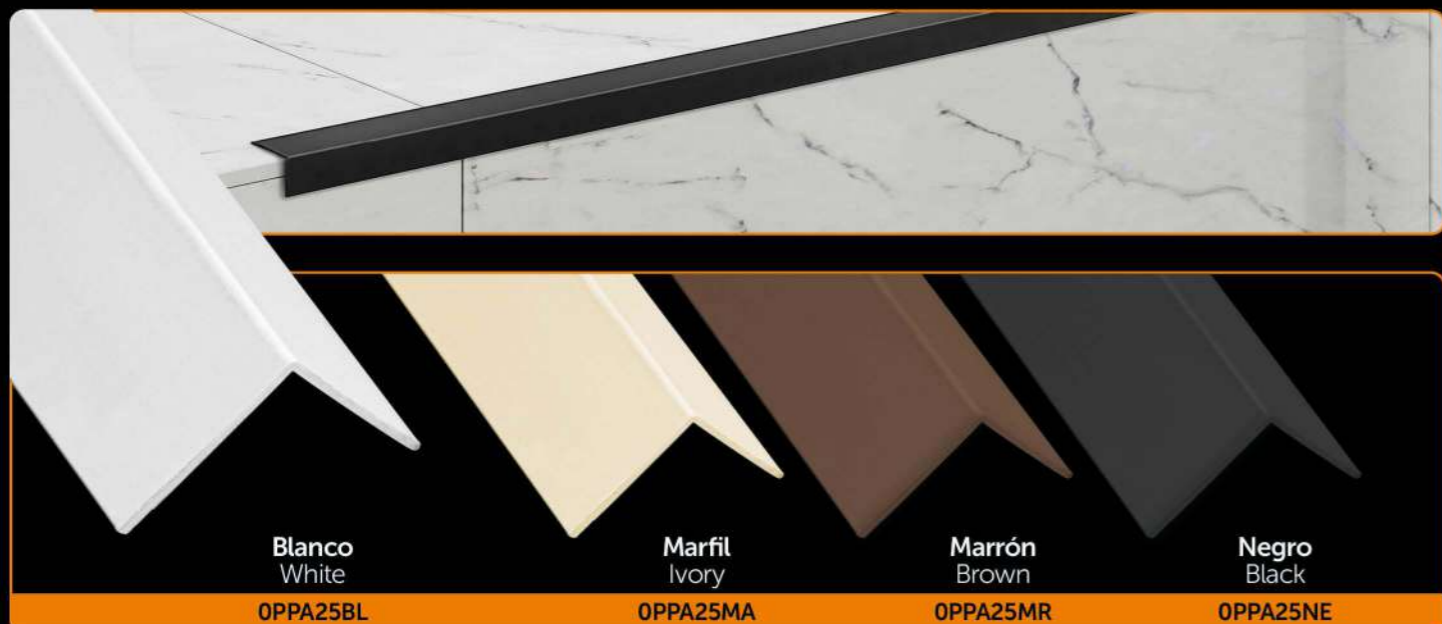 Blanco
White
Marfil
Ivory
Marrón
Brown
Negro
Black
0PPA25BL
0PPA25MA
0PPA25MR
0PPA25NE